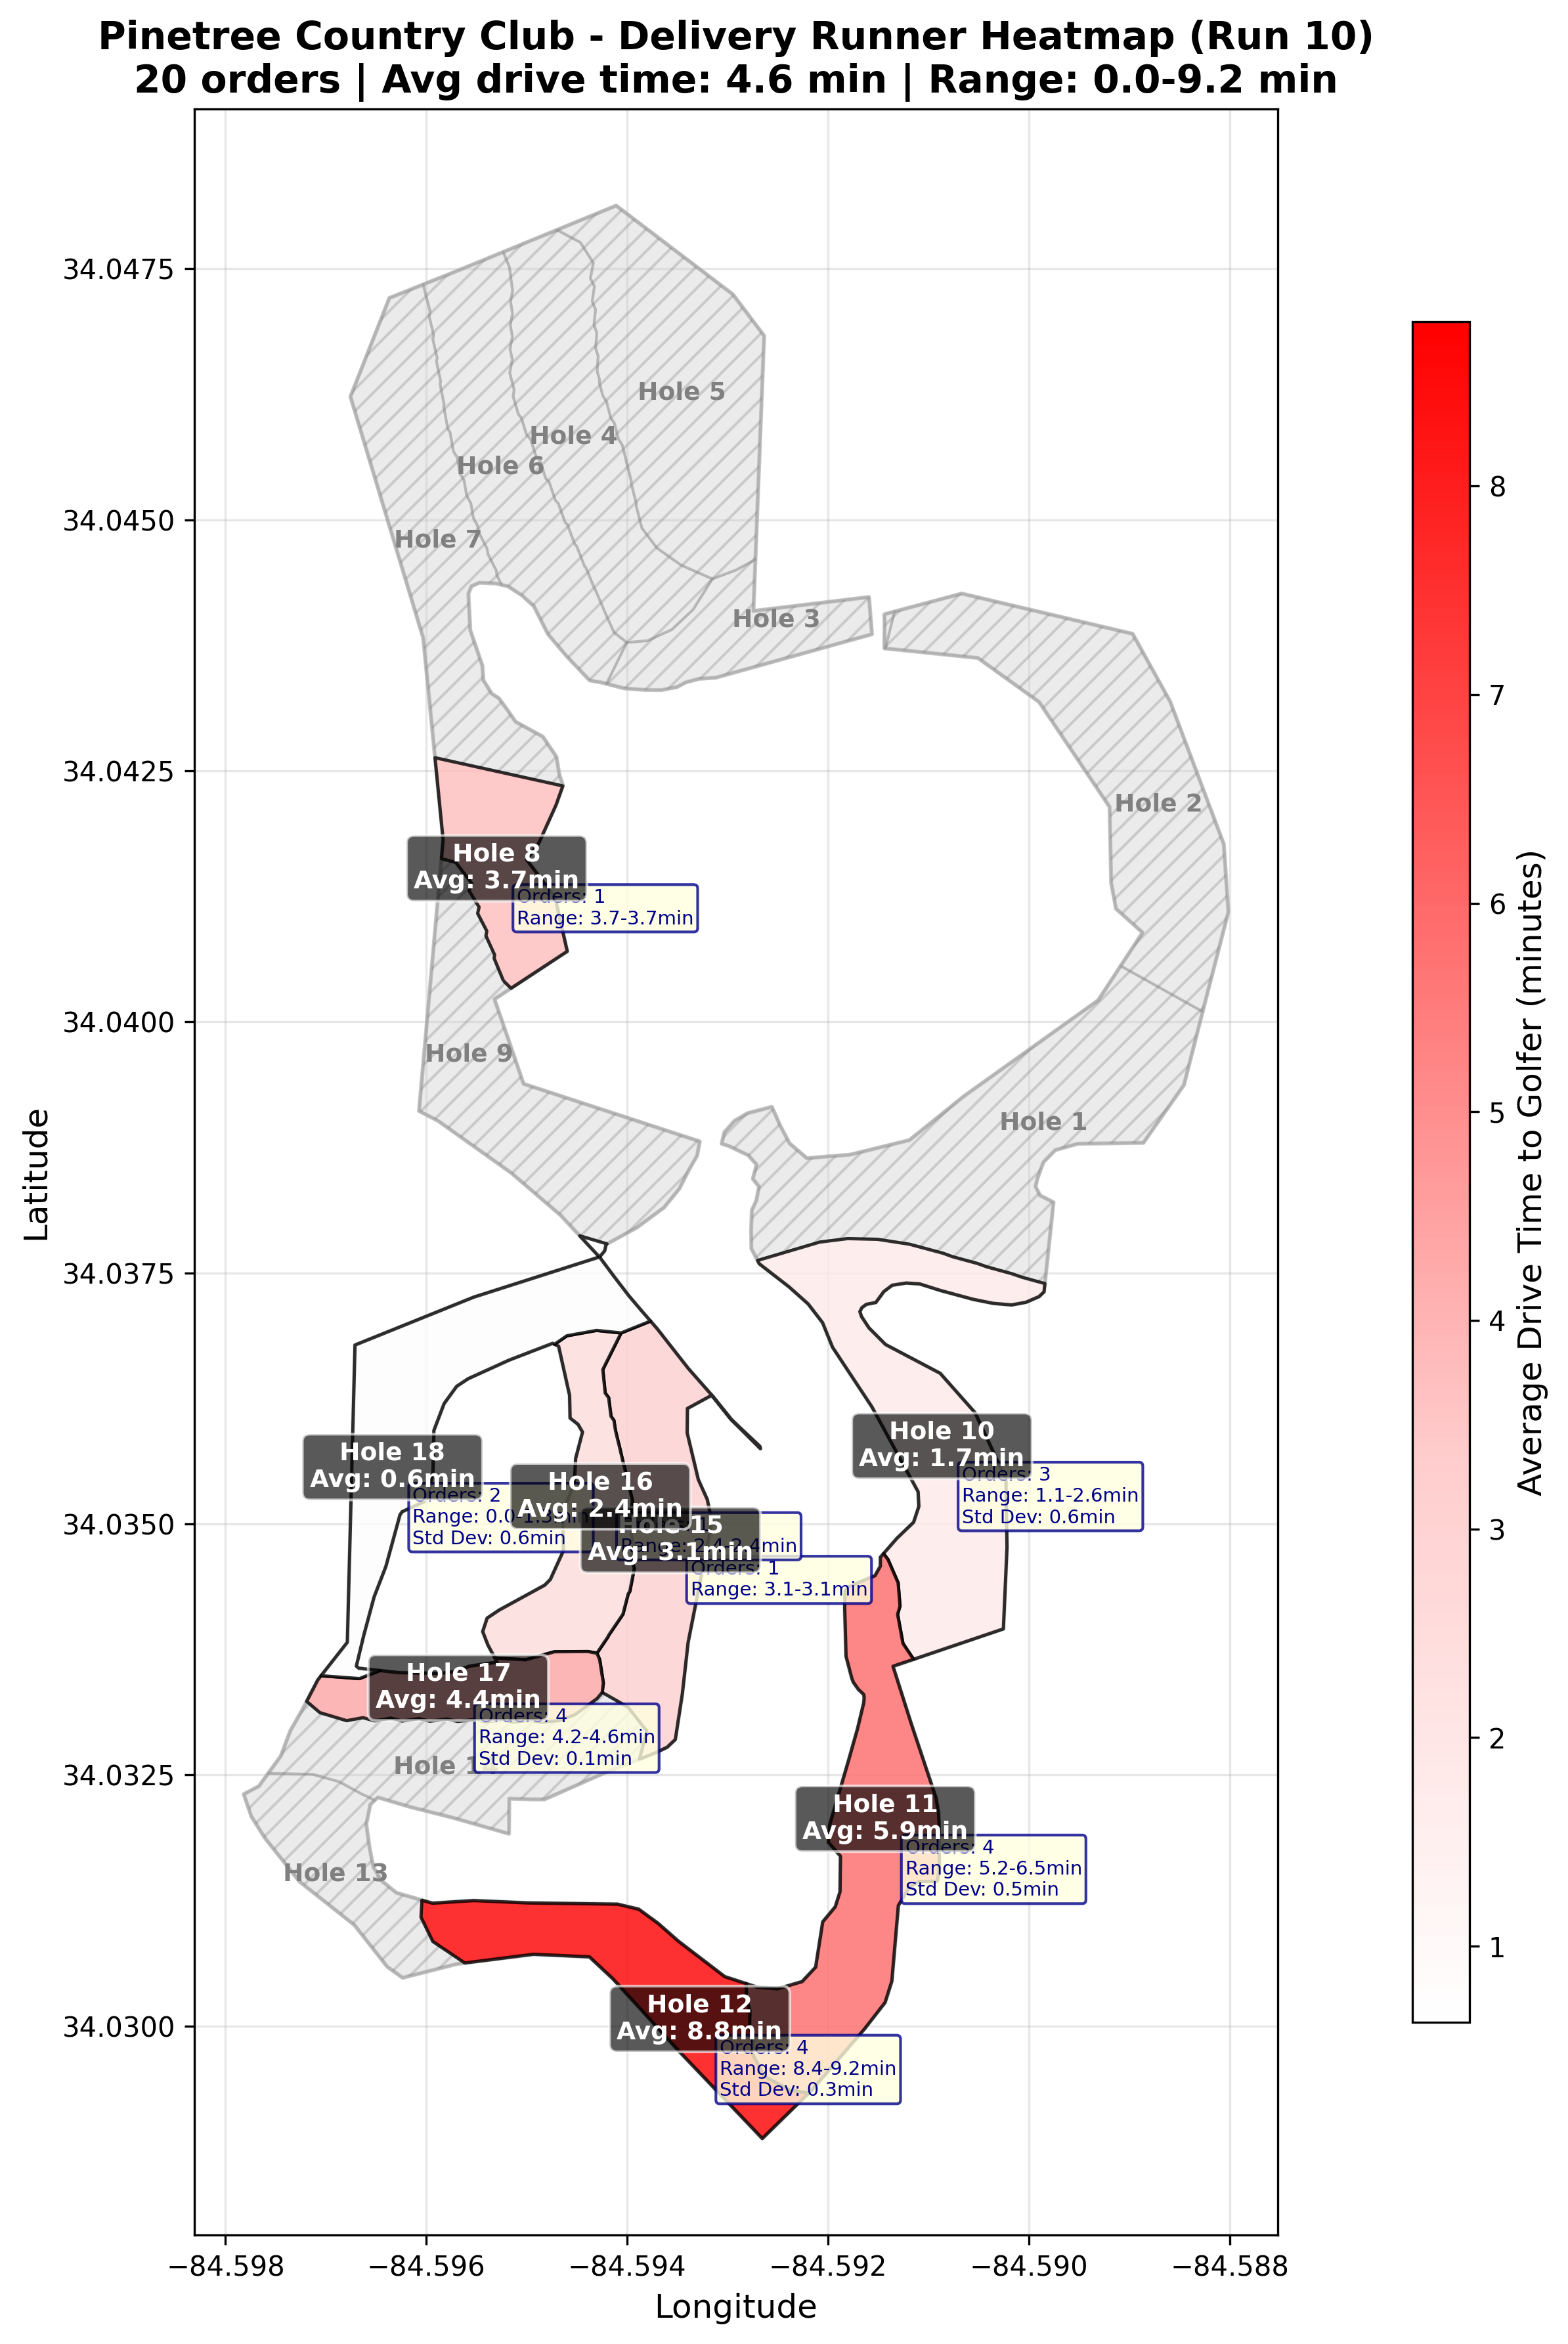 Pinetree Country Club - Delivery Runner Heatmap (Run 10)
20 orders | Avg drive time: 4.6 min | Range: 0.0-9.2 min
34.0475
34.0450
34.0425
34.0400
34.0375
34.0350
34.0325
34.0300
Latitude
−84.598
−84.596
−84.594
−84.592
−84.590
−84.588
Longitude
Hole 5
Hole 4
Hole 6
Hole 7
Hole 3
Hole 2
Hole 8
Avg: 3.7min
Orders: 1
Range: 3.7-3.7min
Hole 9
Hole 1
Hole 10
Avg: 1.7min
Orders: 3
Range: 1.1-2.6min
Std Dev: 0.6min
Hole 18
Avg: 0.6min
Orders: 2
Range: 0.0-1.
Std Dev: 0.6min
Hole 16
Avg: 2.4min
Range: 2.4-2.4min
Hole 15
Avg: 3.1min
Orders: 1
Range: 3.1-3.1min
Hole 17
Avg: 4.4min
Orders: 4
Range: 4.2-4.6min
Std Dev: 0.1min
Hole
Hole 13
Hole 11
Avg: 5.9min
Orders: 4
Range: 5.2-6.5min
Std Dev: 0.5min
Hole 12
Avg: 8.8min
Orders: 4
Range: 8.4-9.2min
Std Dev: 0.3min
8
7
6
5
4
3
2
1
Average Drive Time to Golfer (minutes)